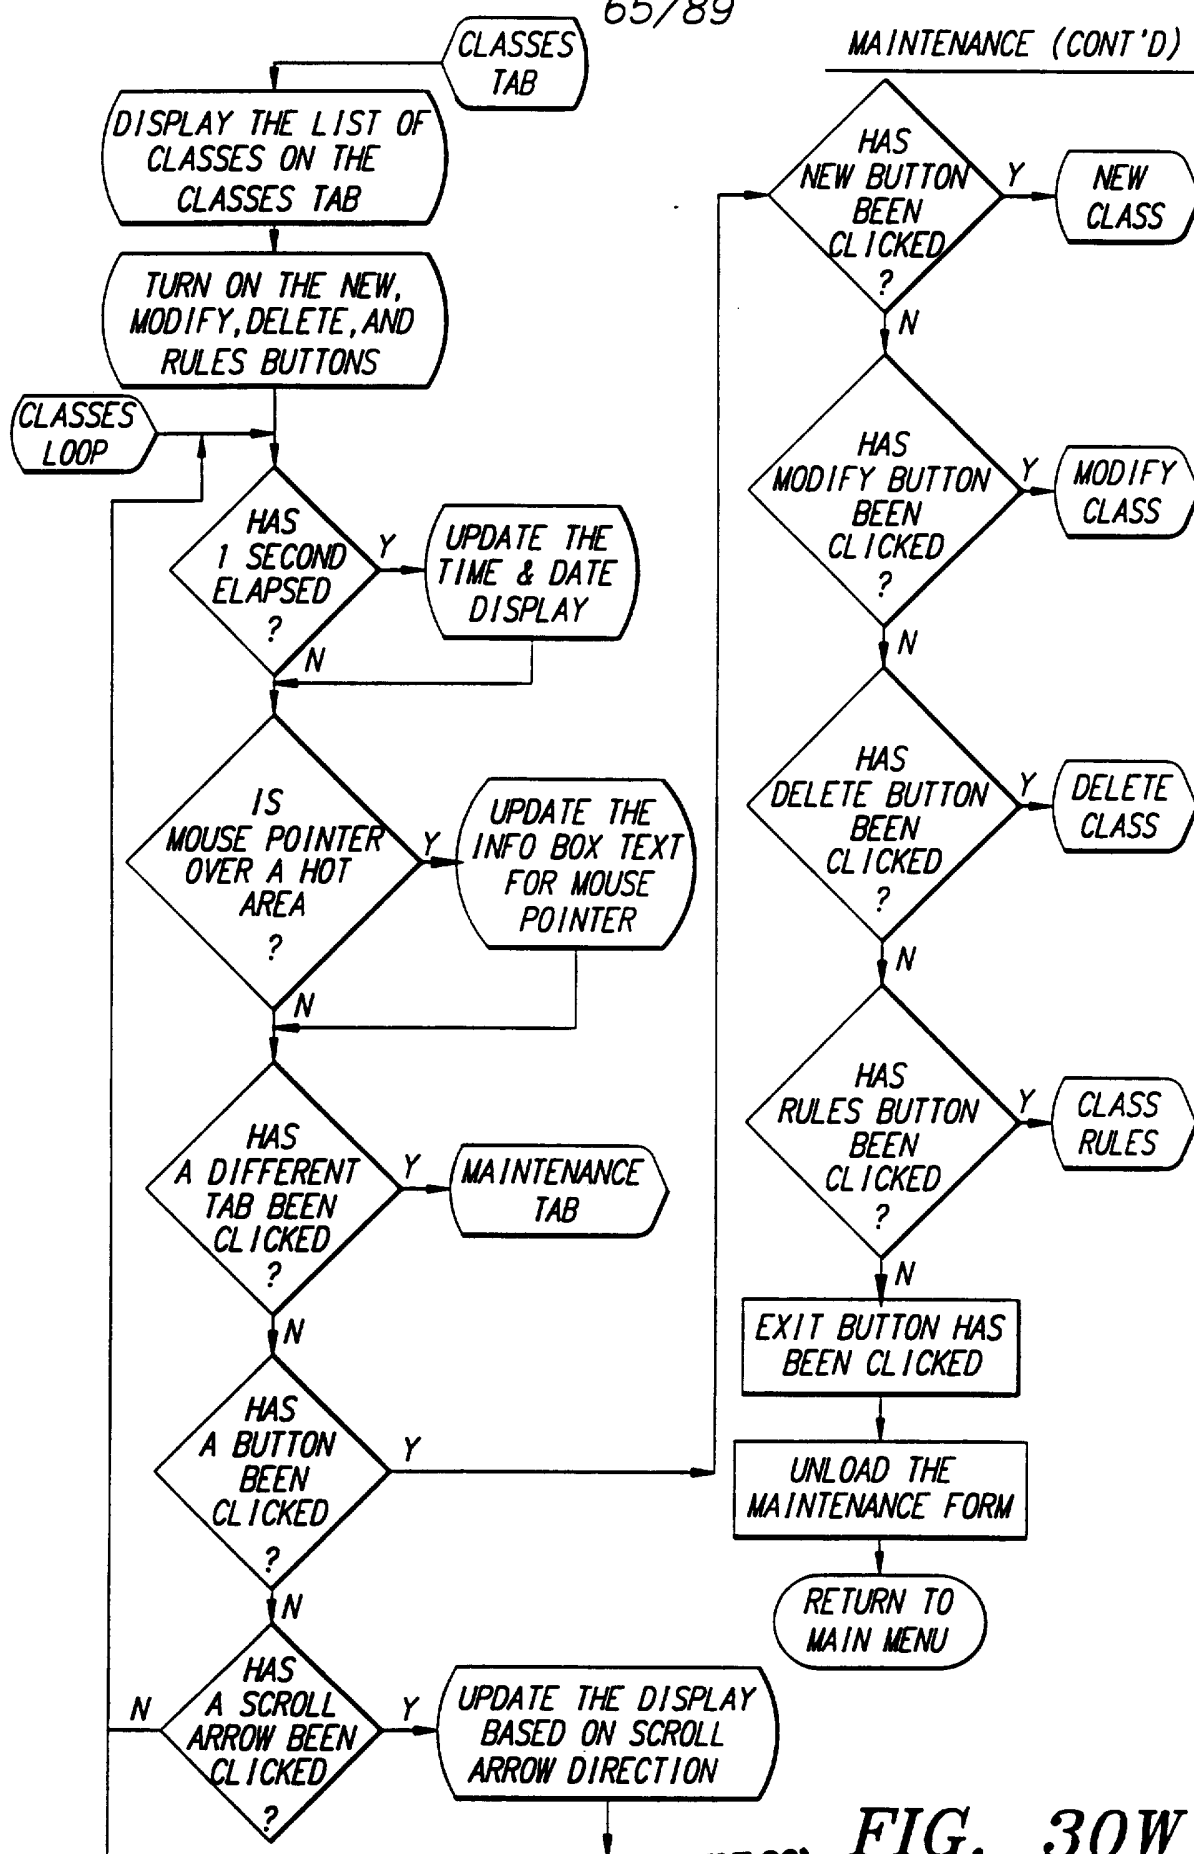 65/89
MAINTENANCE (CONT'D)
CLASSES
TAB
DISPLAY THE LIST OF
CLASSES ON THE
CLASSES TAB
TURN ON THE NEW,
MODIFY, DELETE, AND
RULES BUTTONS
CLASSES
LOOP
HAS
1 SECOND
ELAPSED
?
Y
N
UPDATE THE
TIME & DATE
DISPLAY
IS
MOUSE POINTER
OVER A HOT
AREA
?
Y
N
UPDATE THE
INFO BOX TEXT
FOR MOUSE
POINTER
HAS
A DIFFERENT
TAB BEEN
CLICKED
?
Y
N
MAINTENANCE
TAB
HAS
A BUTTON
BEEN
CLICKED
?
Y
N
HAS
A SCROLL
ARROW BEEN
CLICKED
?
N
Y
UPDATE THE DISPLAY
BASED ON SCROLL
ARROW DIRECTION
HAS
NEW BUTTON
BEEN
CLICKED
?
Y
N
NEW
CLASS
HAS
MODIFY BUTTON
BEEN
CLICKED
?
Y
N
MODIFY
CLASS
HAS
DELETE BUTTON
BEEN
CLICKED
?
Y
N
DELETE
CLASS
HAS
RULES BUTTON
BEEN
CLICKED
?
Y
N
CLASS
RULES
EXIT BUTTON HAS
BEEN CLICKED
UNLOAD THE
MAINTENANCE FORM
RETURN TO
MAIN MENU
FIG. 30W